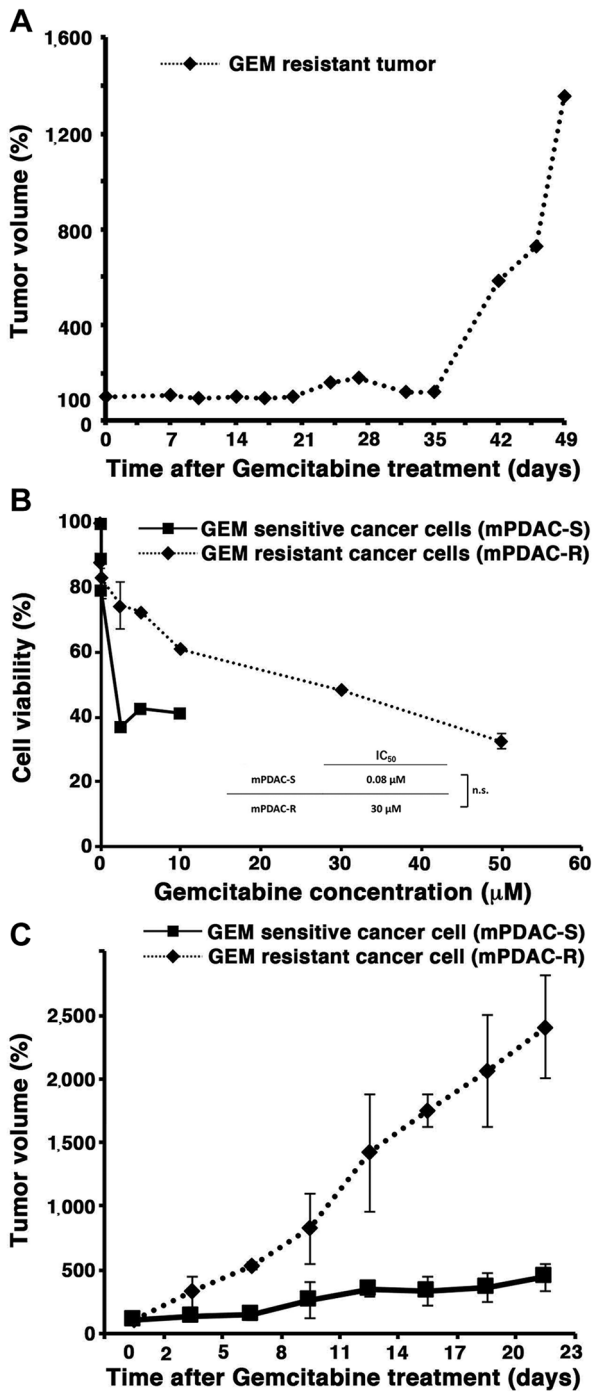 A
1,600
GEM resistant tumor
1,200
800
400
100
0
Tumor volume (%)
0 7 14 21 28 35 42 49
Time after Gemcitabine treatment (days)
B
100
GEM sensitive cancer cells (mPDAC-S)
GEM resistant cancer cells (mPDAC-R)
80
60
40
20
0
Cell viability (%)
IC50
mPDAC-S 0.08 µM
n.s.
mPDAC-R 30 µM
0 10 20 30 40 50 60
Gemcitabine concentration (µM)
C
GEM sensitive cancer cell (mPDAC-S)
GEM resistant cancer cell (mPDAC-R)
2,500
2,000
1,500
1,000
500
0
Tumor volume (%)
0 2 6 8 11 14 17 20 23
Time after Gemcitabine treatment (days)